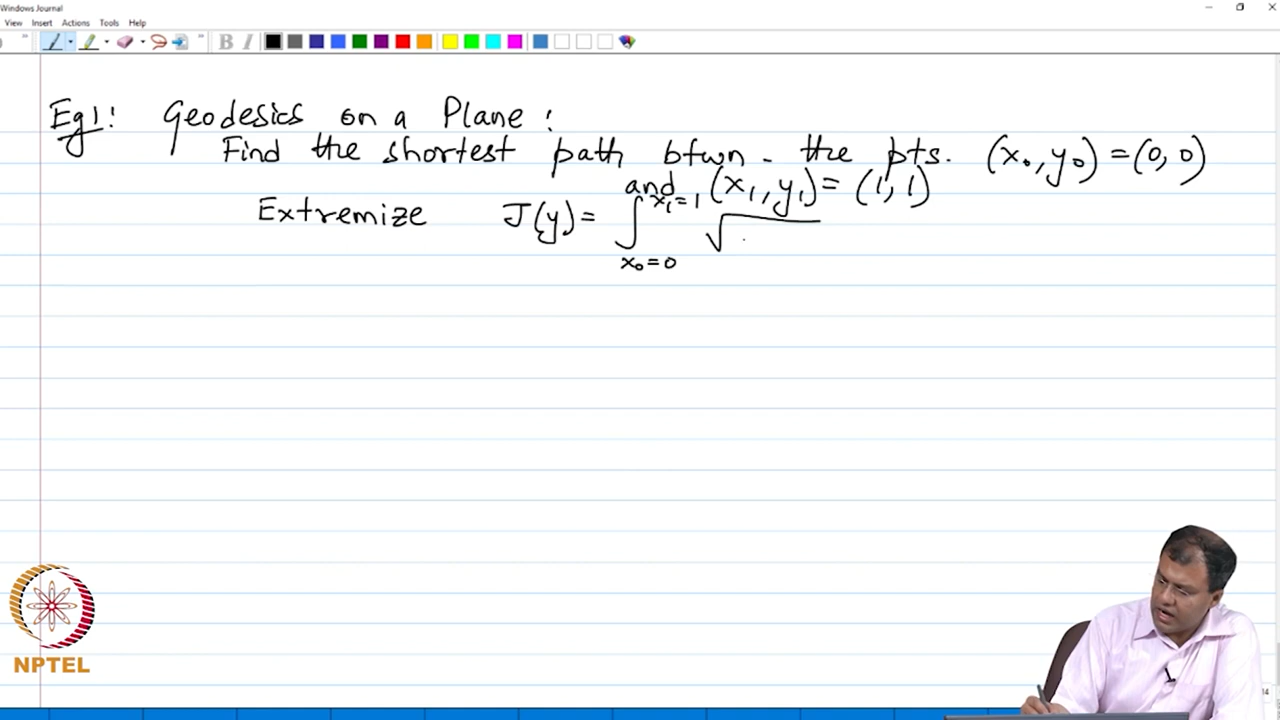 Windows Journal
View Insert Actions Tools Help
Eg1: Geodesics on a Plane:
Find the shortest path btwn. the pts. (x₀, y₀) = (0, 0)
and (x₁, y₁) = (1, 1)
Extremize J(y) = ∫_{x₀=0}^{x₁=1} √
NPTEL